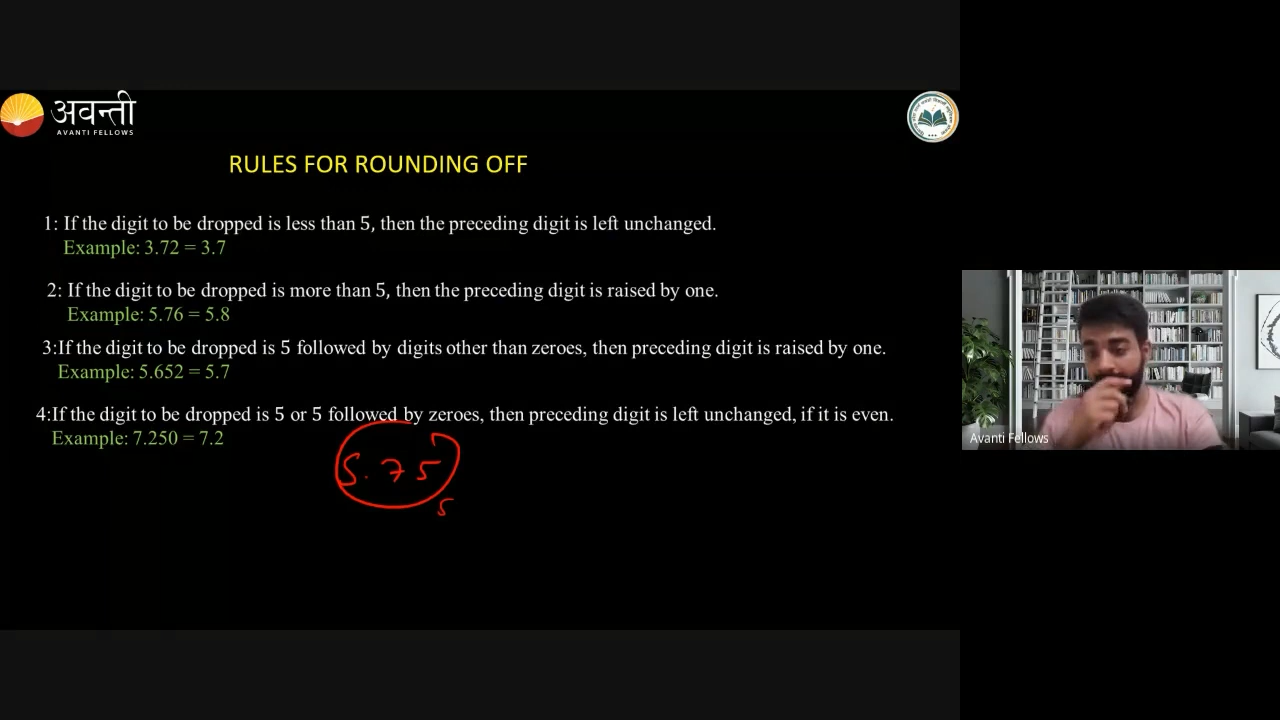 अवन्ती
AVANTI FELLOWS
RULES FOR ROUNDING OFF
1: If the digit to be dropped is less than 5, then the preceding digit is left unchanged.
Example: 3.72 = 3.7
2: If the digit to be dropped is more than 5, then the preceding digit is raised by one.
Example: 5.76 = 5.8
3:If the digit to be dropped is 5 followed by digits other than zeroes, then preceding digit is raised by one.
Example: 5.652 = 5.7
4:If the digit to be dropped is 5 or 5 followed by zeroes, then preceding digit is left unchanged, if it is even.
Example: 7.250 = 7.2
5.75
5
Avanti Fellows